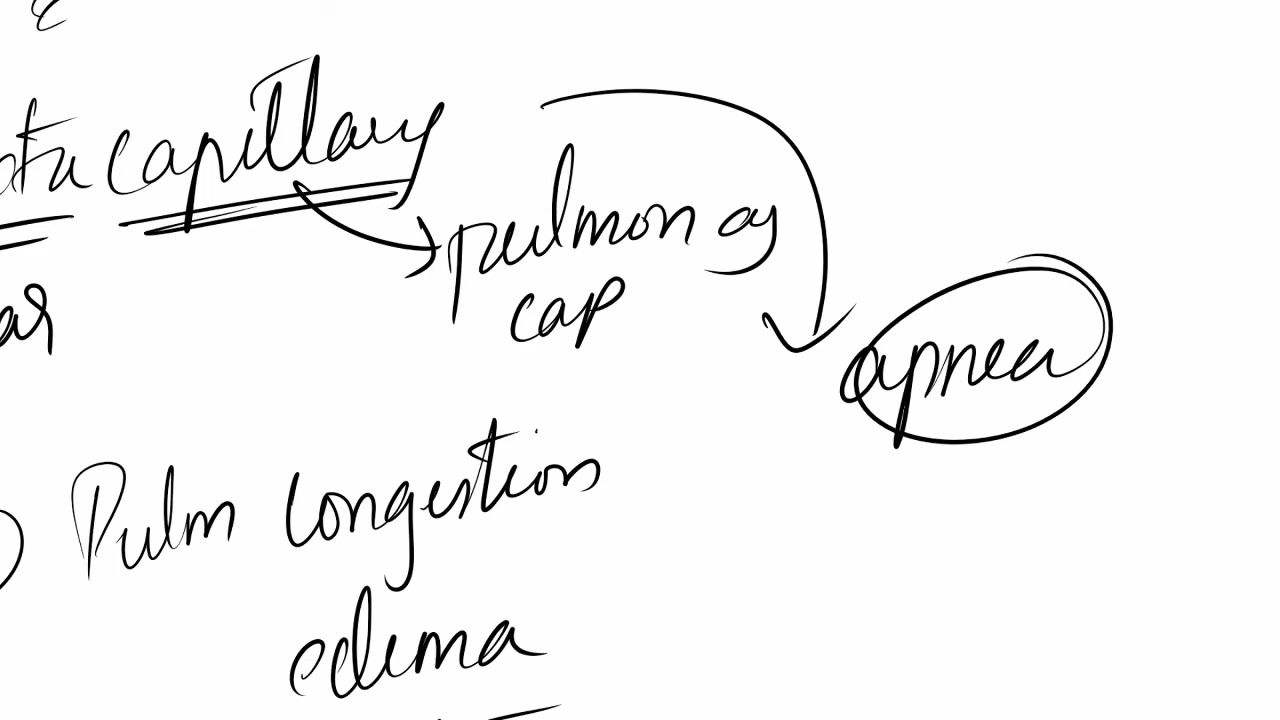 capillary
pulmonary
cap
apnea
Pulm congestion
edema